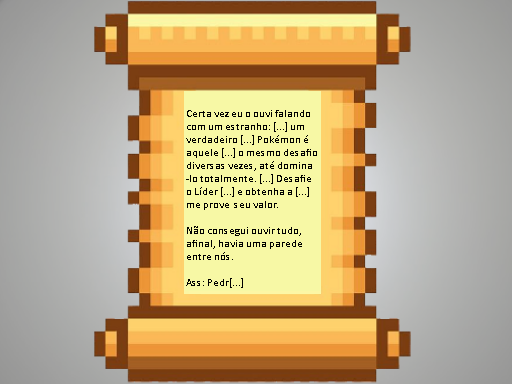 Certa vez eu o ouvi falando
com um estranho: [...] um
verdadeiro [...] Pokémon é
aquele [...] o mesmo desafio
diversas vezes, até domina
-lo totalmente. [...] Desafie
o Líder [...] e obtenha a [...]
me prove seu valor.
Não consegui ouvir tudo,
afinal, havia uma parede
entre nós.
Ass: Pedr[...]